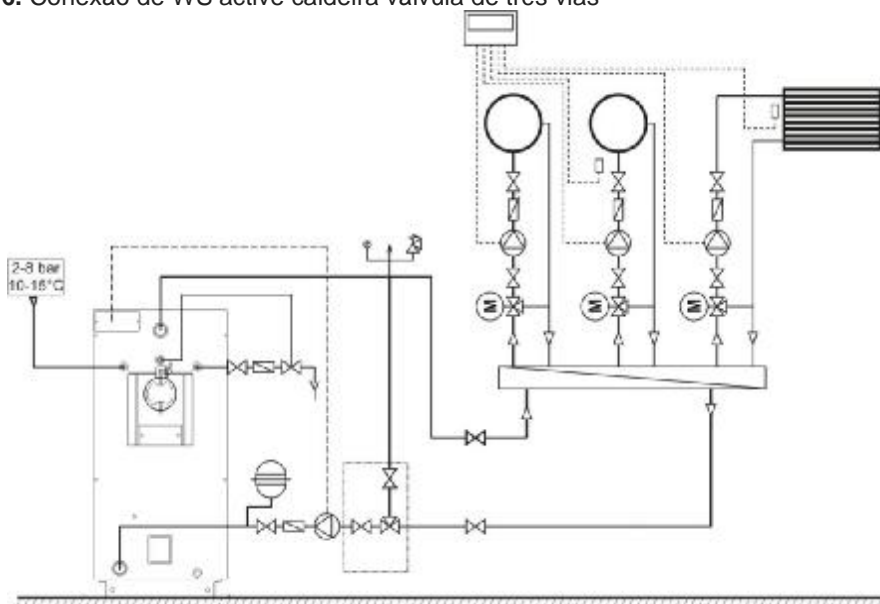 Conexão de WS active caldeira válvula de três vias
2-8 bar
10-15°C
M
M
M